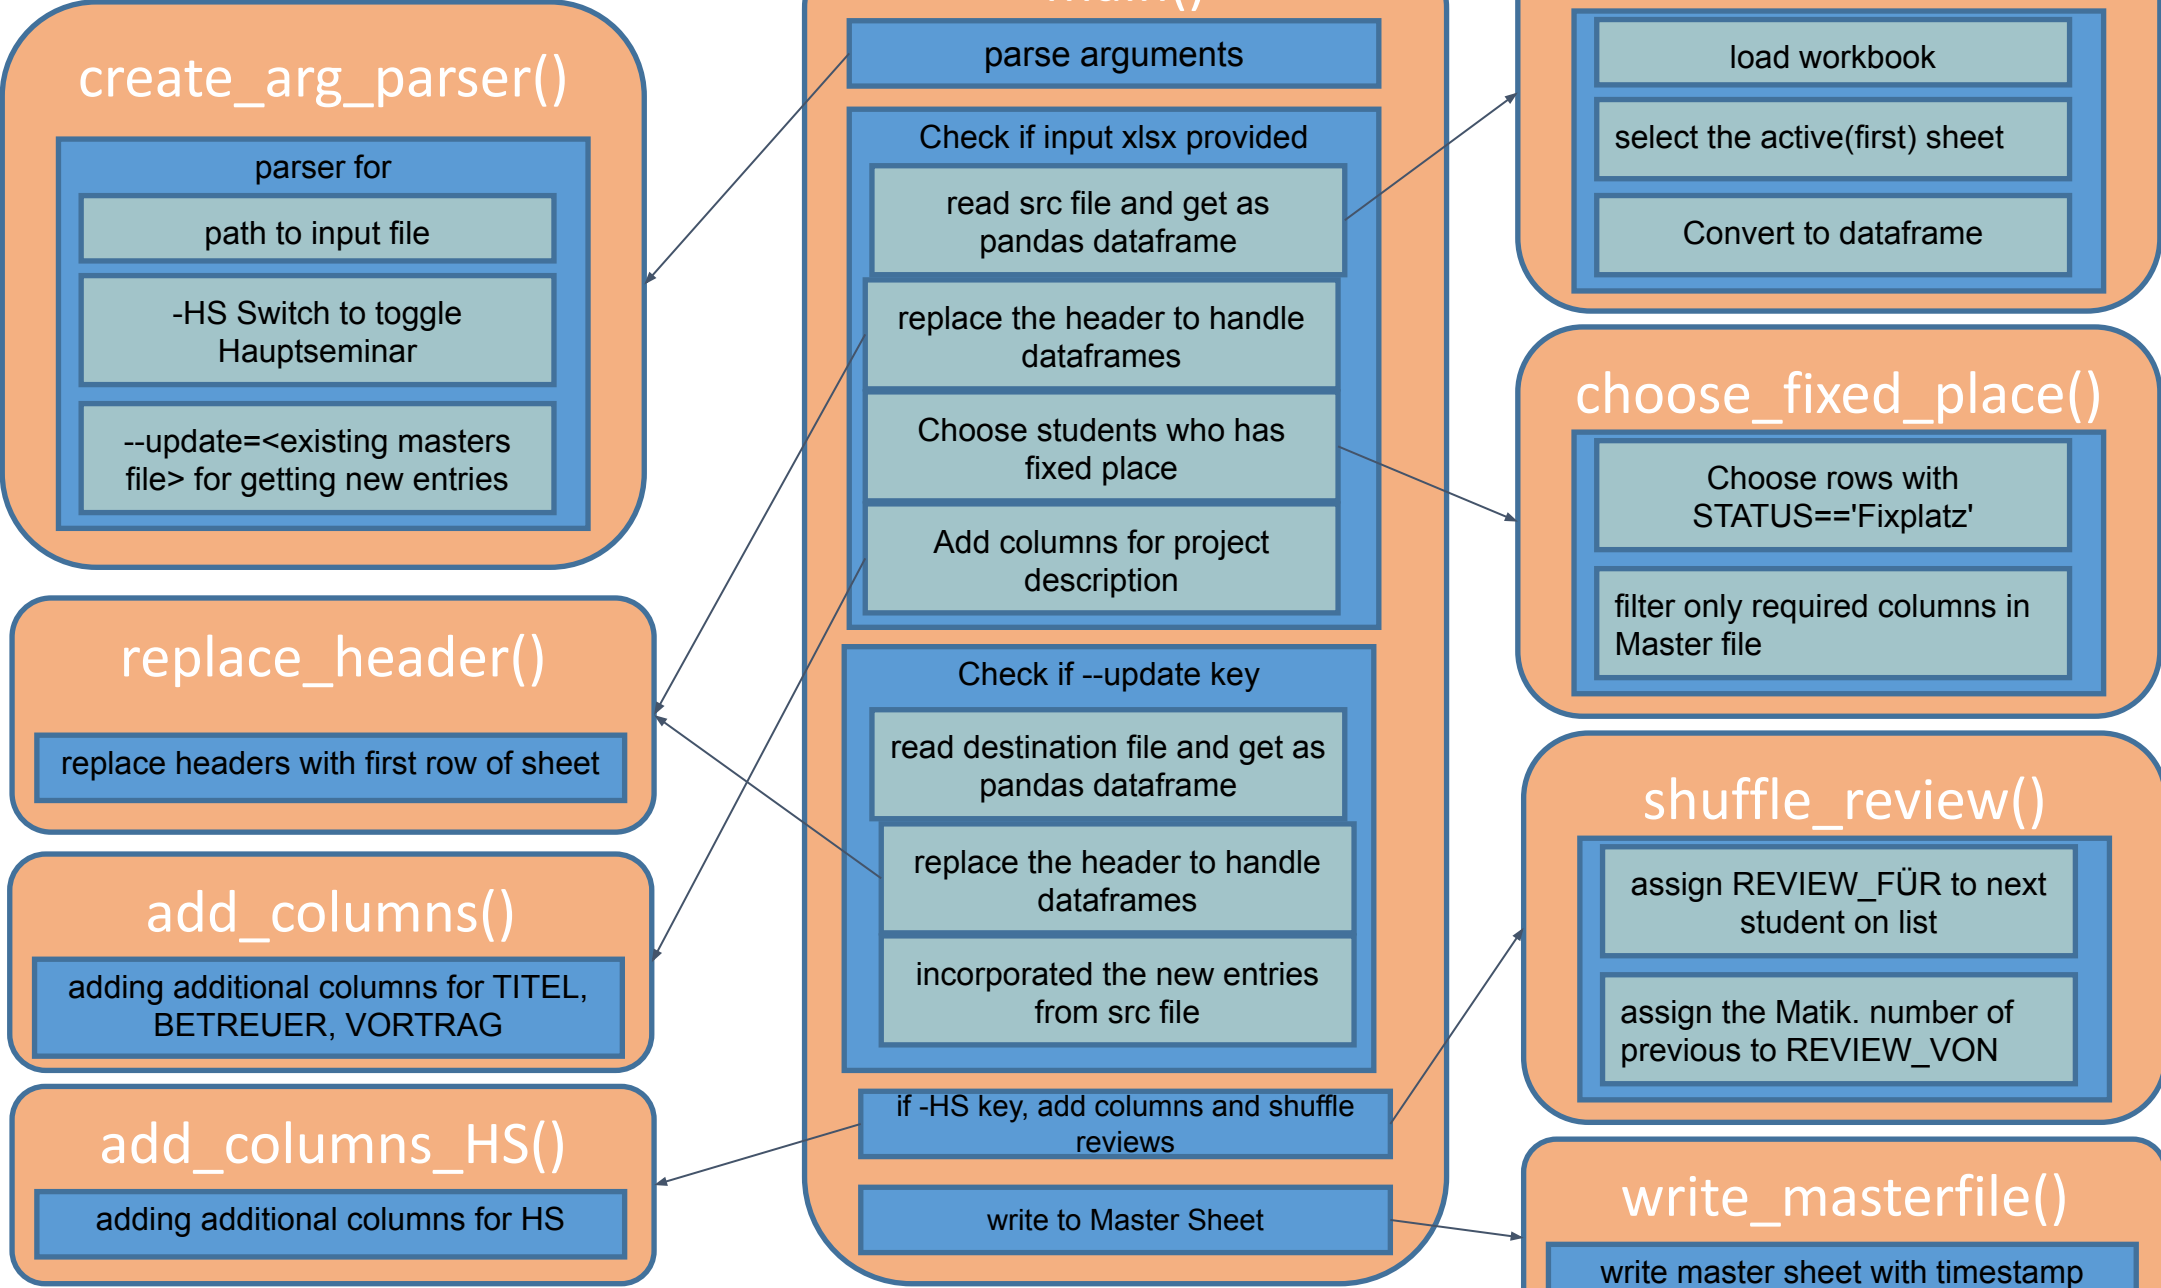 create_arg_parser()
parser for
path to input file
-HS Switch to toggle
Hauptseminar
--update=<existing masters
file> for getting new entries
replace_header()
replace headers with first row of sheet
add_columns()
adding additional columns for TITEL,
BETREUER, VORTRAG
add_columns_HS()
adding additional columns for HS
main()
parse arguments
Check if input xlsx provided
read src file and get as
pandas dataframe
replace the header to handle
dataframes
Choose students who has
fixed place
Add columns for project
description
Check if --update key
read destination file and get as
pandas dataframe
replace the header to handle
dataframes
incorporated the new entries
from src file
if -HS key, add columns and shuffle
reviews
write to Master Sheet
load workbook
select the active(first) sheet
Convert to dataframe
choose_fixed_place()
Choose rows with
STATUS=='Fixplatz'
filter only required columns in
Master file
shuffle_review()
assign REVIEW_FÜR to next
student on list
assign the Matik. number of
previous to REVIEW_VON
write_masterfile()
write master sheet with timestamp